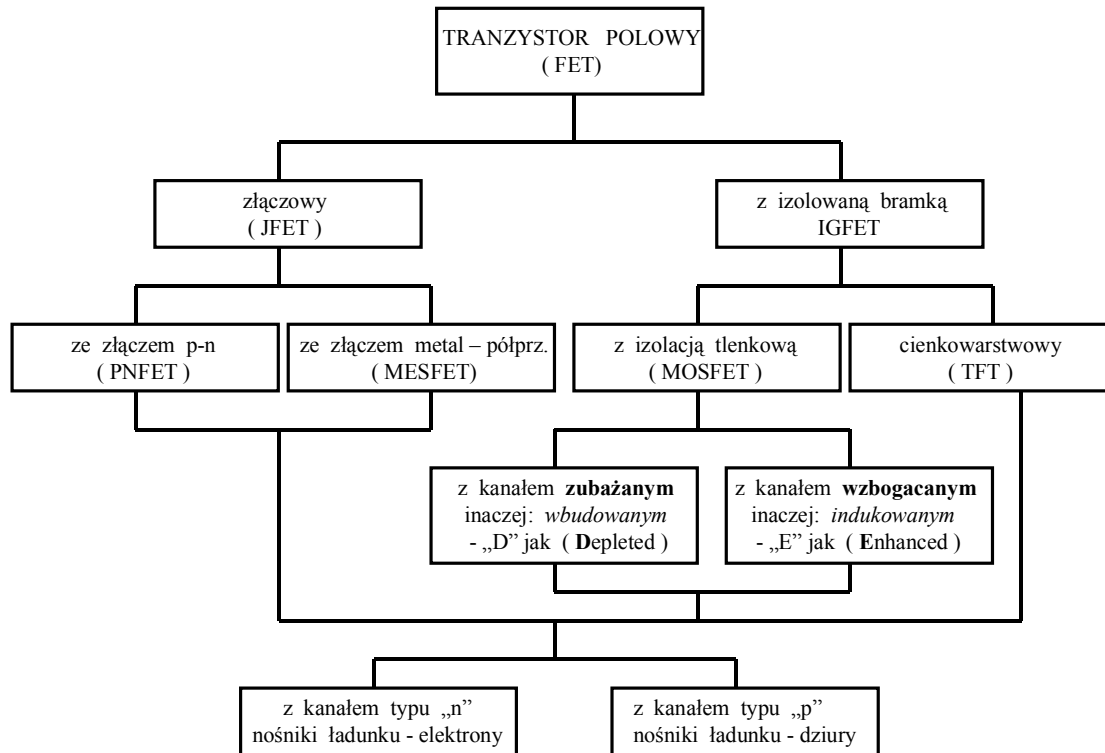 TRANZYSTOR POLOWY
( FET)
złączowy
( JFET )
z izolowaną bramką
IGFET
ze złączem p-n
( PNFET )
ze złączem metal – półprz.
( MESFET)
z izolacją tlenkową
( MOSFET )
cienkowarstwowy
( TFT )
z kanałem zubażanym
inaczej: wbudowanym
- „D” jak ( Depleted )
z kanałem wzbogacanym
inaczej: indukowanym
- „E” jak ( Enhanced )
z kanałem typu „n”
nośniki ładunku - elektrony
z kanałem typu „p”
nośniki ładunku - dziury